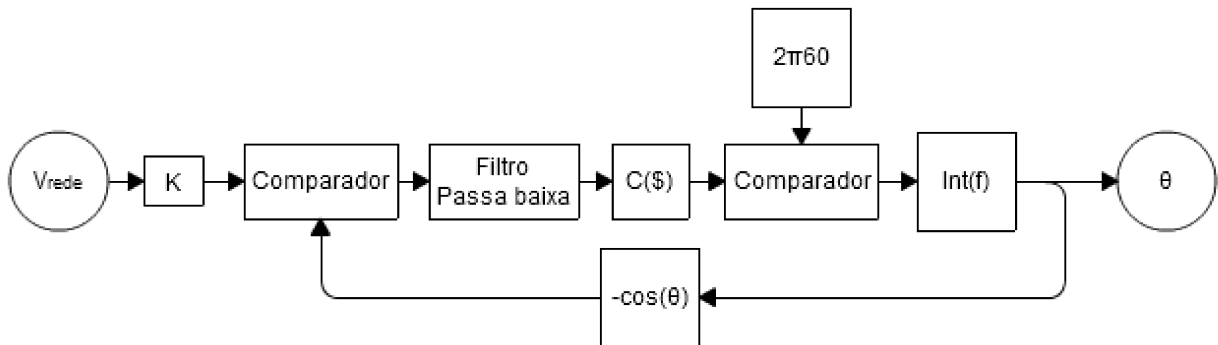 2π60
Vrede
K
Comparador
Filtro
Passa baixa
C($)
Comparador
Int(f)
θ
-cos(θ)